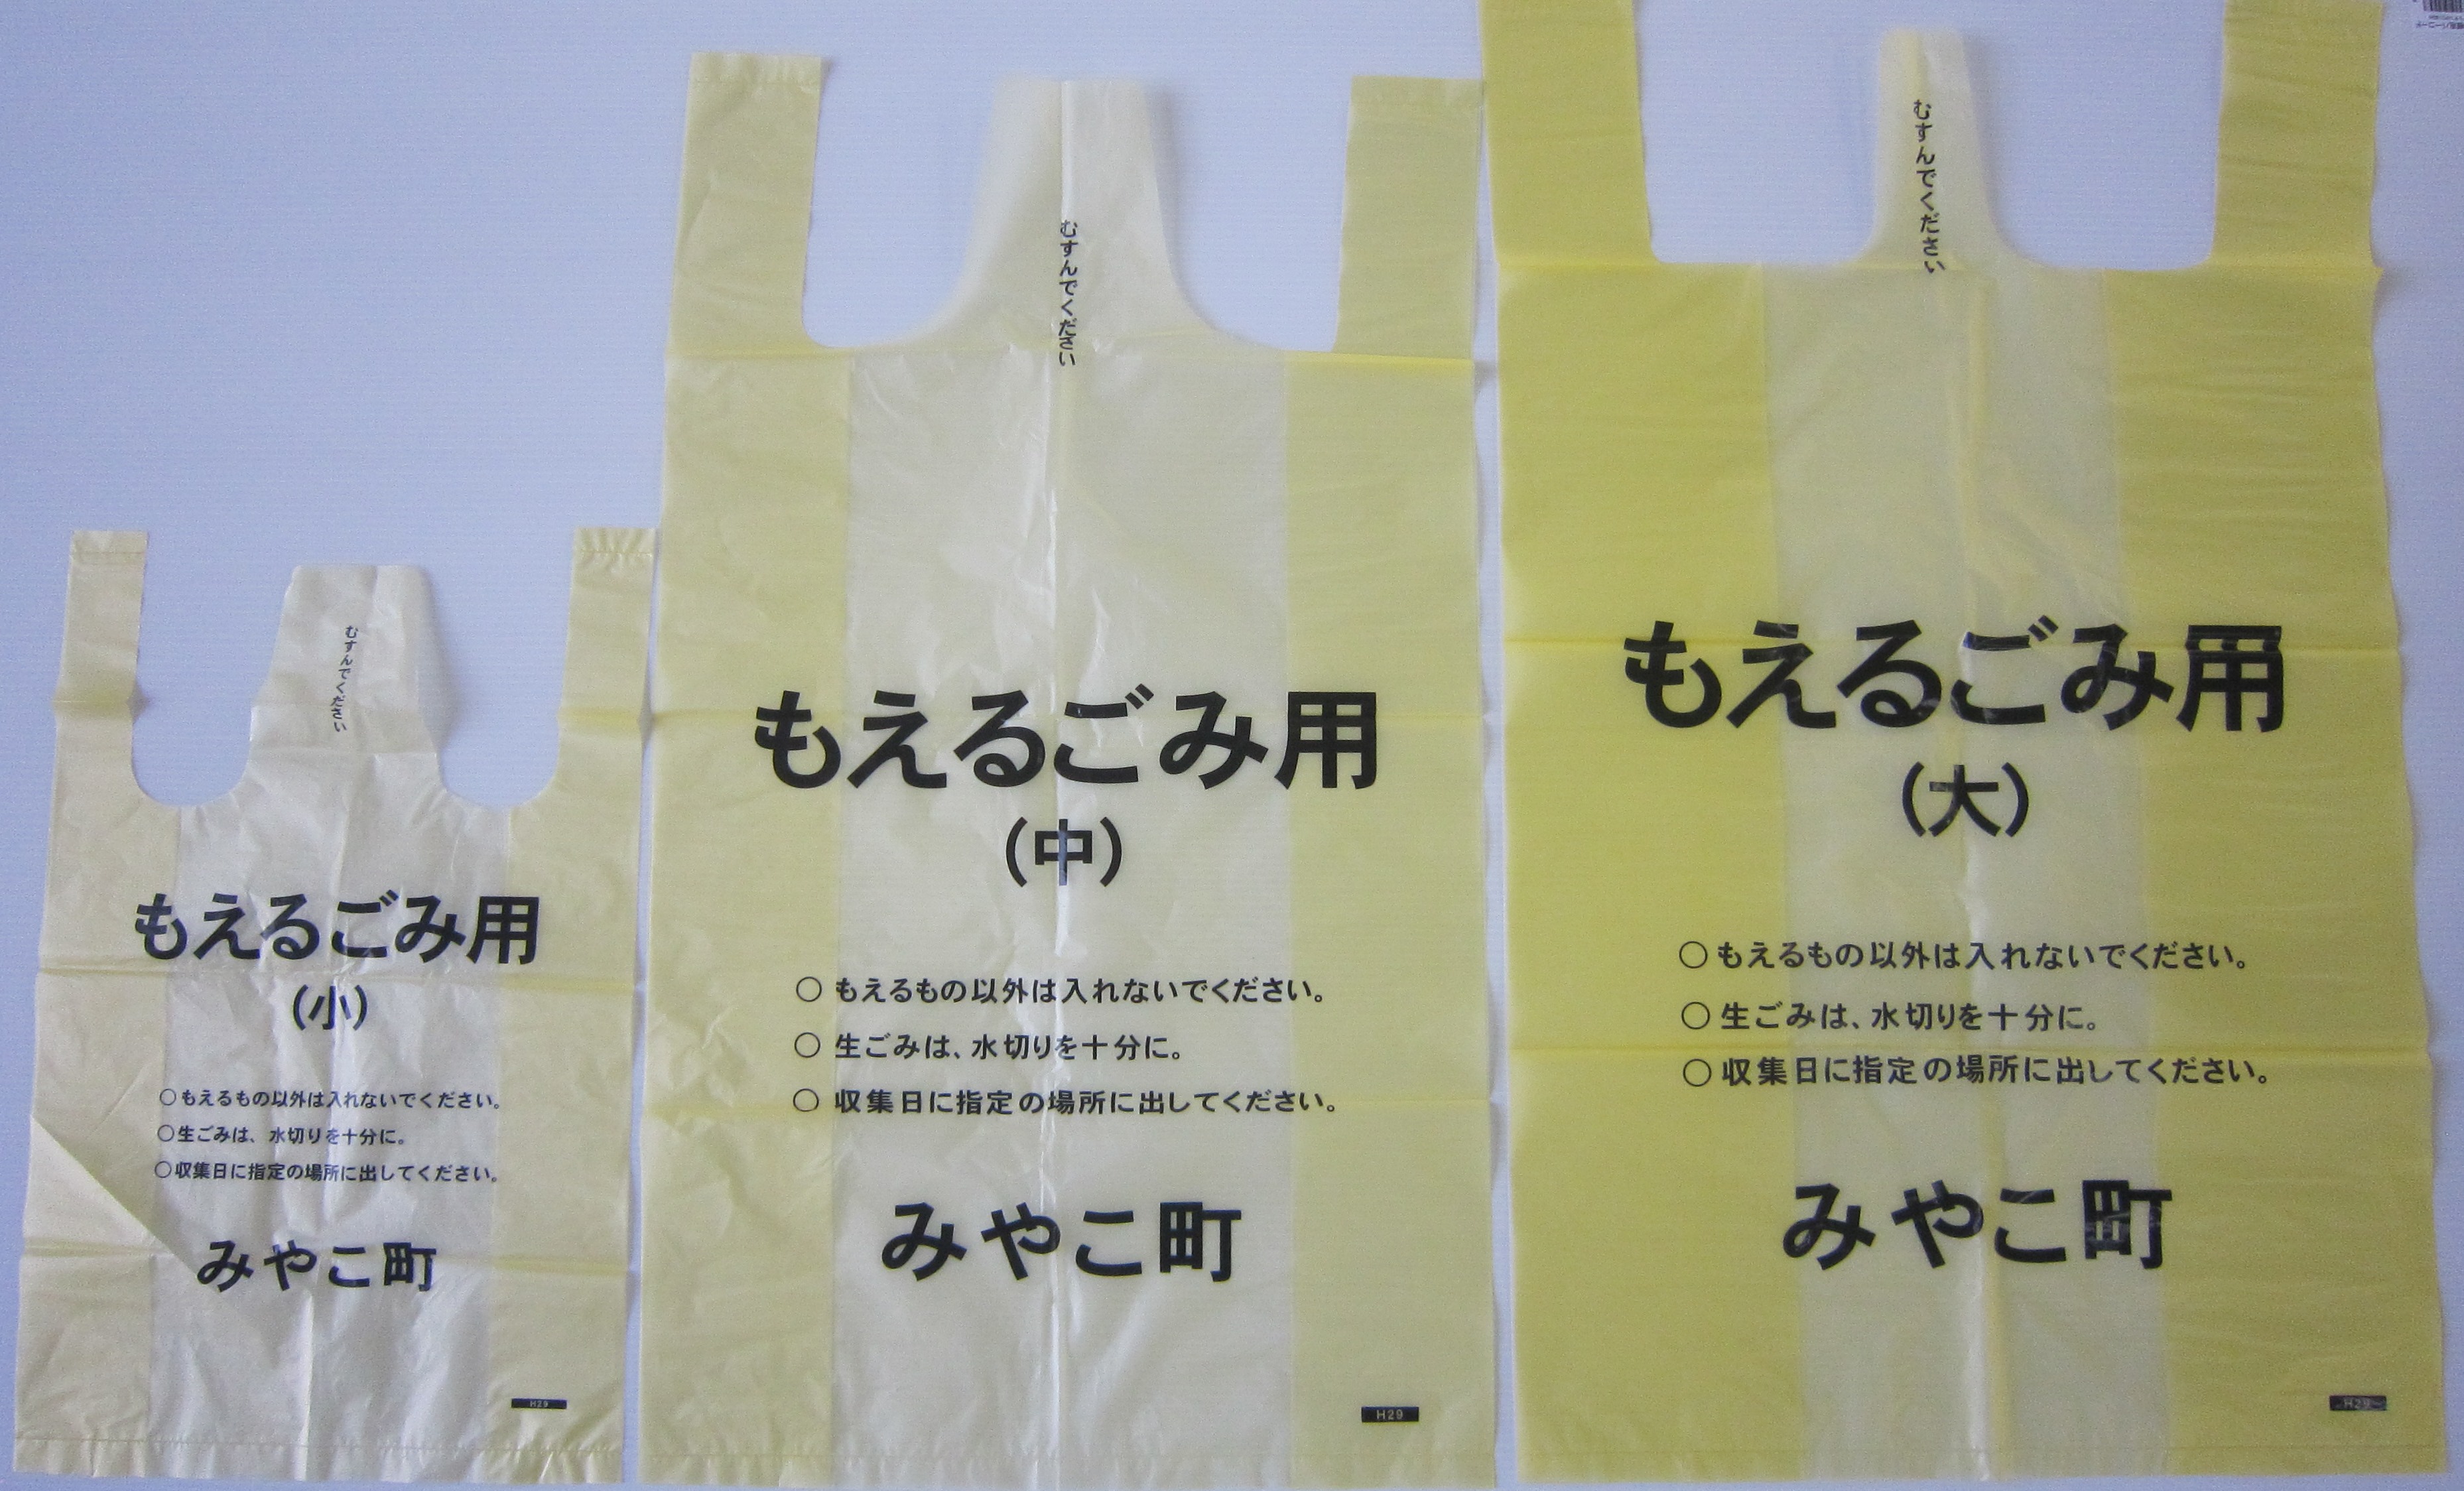 むすんでください
もえるごみ用
(小)
○もえるもの以外は入れないでください。
○生ごみは、水切りを十分に。
○収集日に指定の場所に出してください。
みやこ町
H29
むすんでください
もえるごみ用
(中)
○ もえるもの以外は入れないでください。
○ 生ごみは、水切りを十分に。
○ 収集日に指定の場所に出してください。
みやこ町
H29
むすんでください
もえるごみ用
(大)
○もえるもの以外は入れないでください。
○生ごみは、水切りを十分に。
○収集日に指定の場所に出してください。
みやこ町
H29